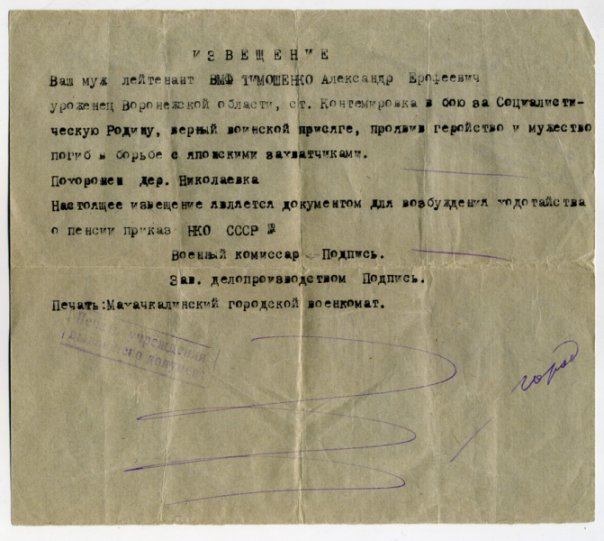 ИЗВЕЩЕНИЕ
Ваш муж лейтенант ВМФ ТИМОШЕНКО Александр Ерофеевич
уроженец Воронежской области, ст. Контемировка в бою за Социалисти-
ческую Родину, верный воинской присяге, проявив геройство и мужество
погиб в борьбе с японскими захватчиками.
Похоронен дер. Николаевка
Настоящее извещение является документом для возбуждения ходотайства
о пенсии приказ НКО СССР №
Военный комиссар - Подпись.
Зав. делопроизводством Подпись.
Печать: Махачкалинский городской военкомат.
учреждения
город